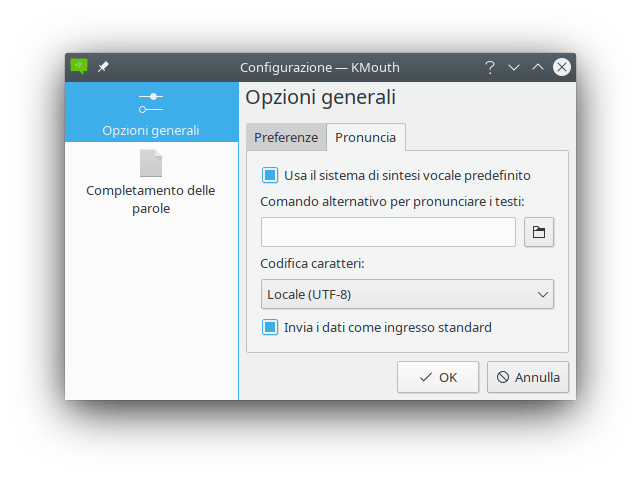 Configurazione — KMouth
Opzioni generali
Completamento delle
parole
Opzioni generali
Preferenze
Pronuncia
Usa il sistema di sintesi vocale predefinito
Comando alternativo per pronunciare i testi:
Codifica caratteri:
Locale (UTF-8)
Invia i dati come ingresso standard
OK
Annulla